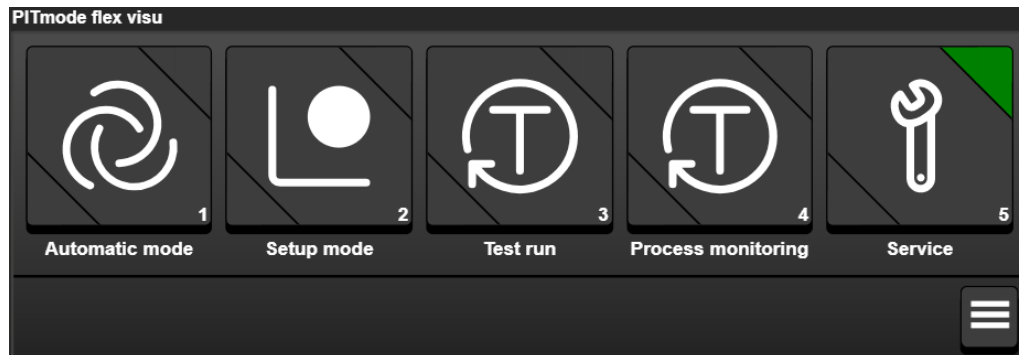 PITmode flex visu
T
T
1
2
3
4
5
Automatic mode
Setup mode
Test run
Process monitoring
Service